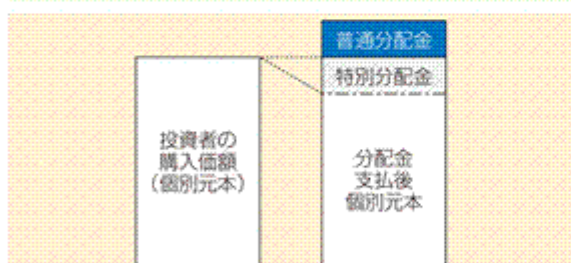 普通分配金
特別分配金
投資者の
購入価額
（個別元本）
分配金
支払後
個別元本